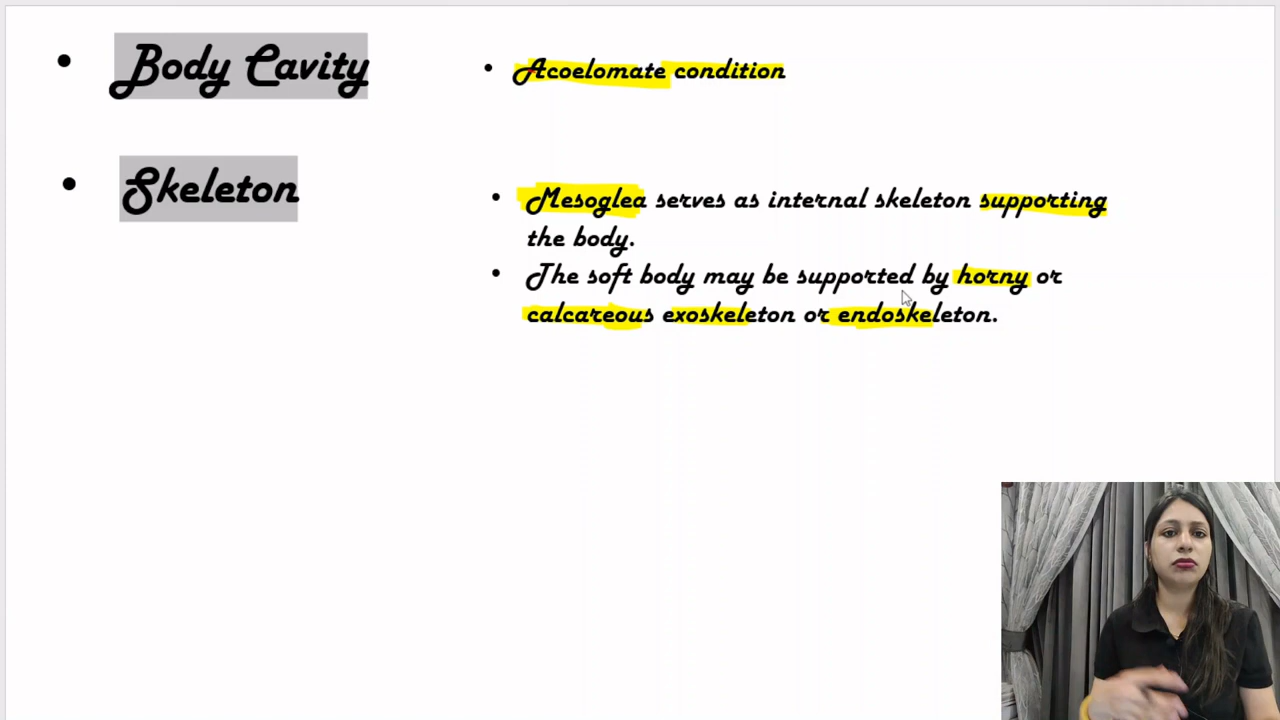 • Body Cavity
• Acoelomate condition
• Skeleton
• Mesoglea serves as internal skeleton supporting
the body.
• The soft body may be supported by horny or
calcareous exoskeleton or endoskeleton.